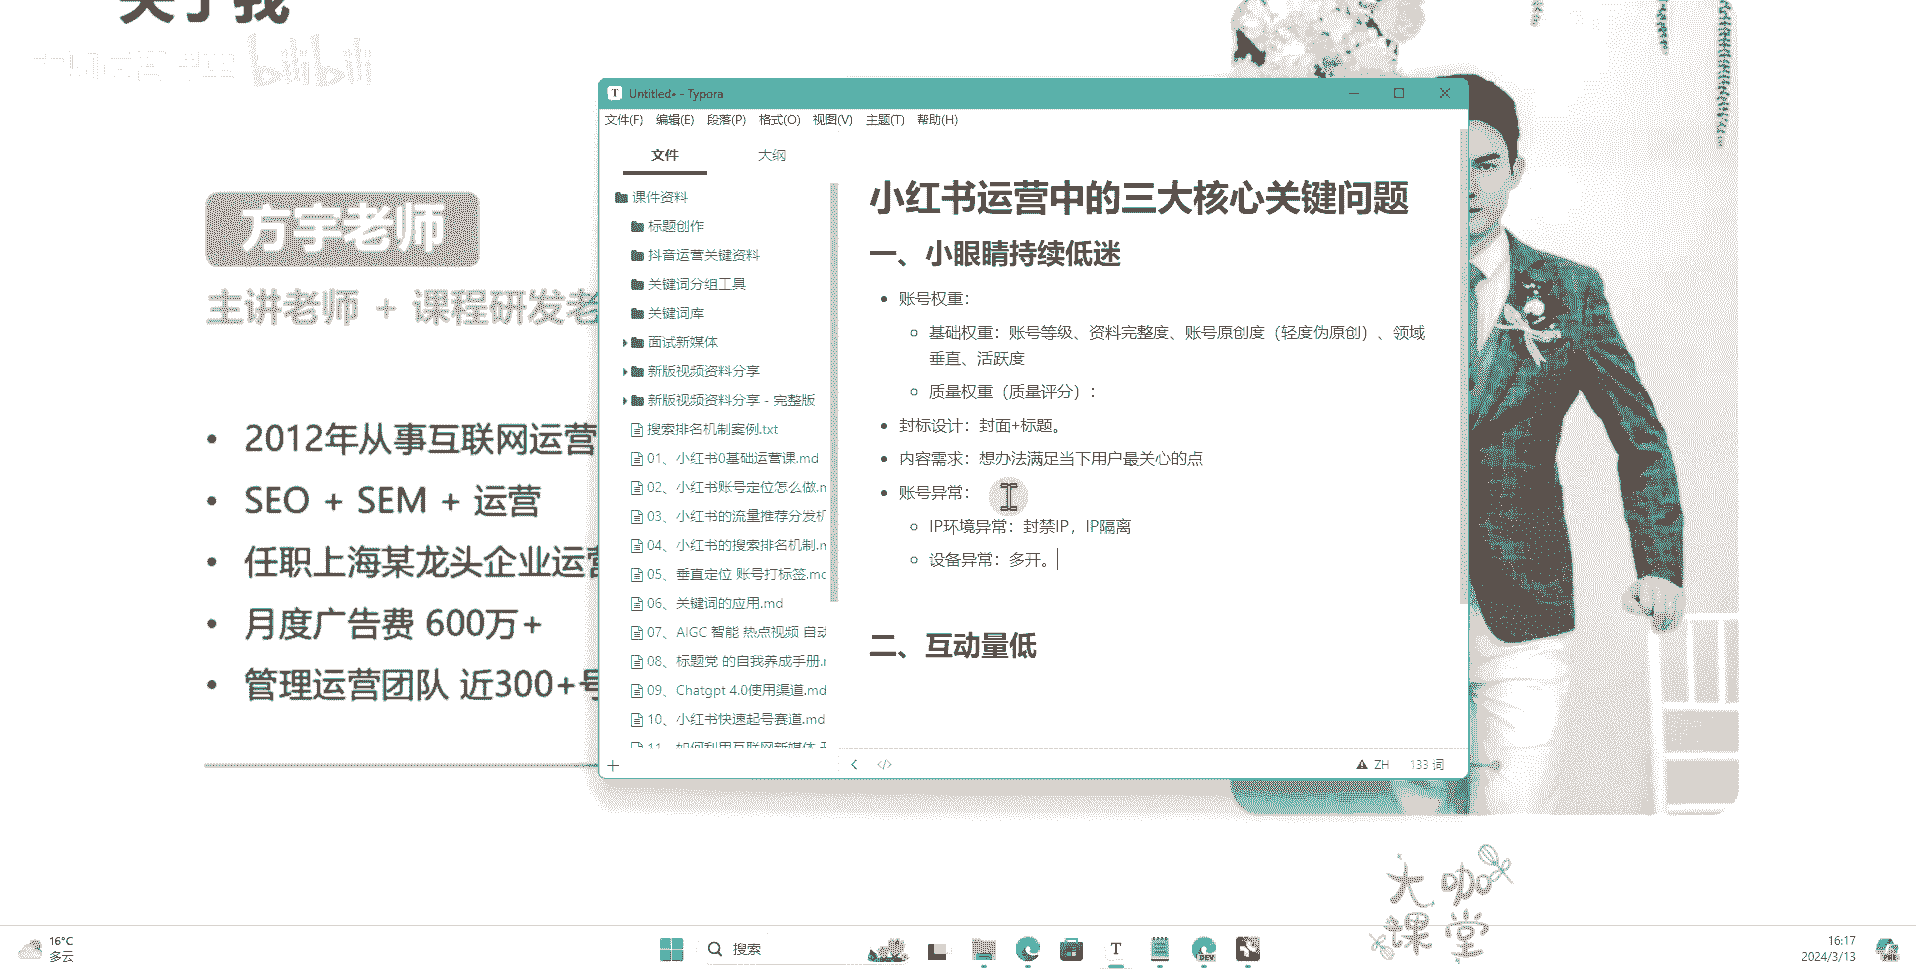 关于我
bilibili
方宇老师
主讲老师 + 课程研发老
2012年从事互联网运营
SEO + SEM + 运营
任职上海某龙头企业运营
月度广告费 600万+
管理运营团队 近300+号
Untitled• - Typora
文件(F) 编辑(E) 段落(P) 格式(O) 视图(V) 主题(T) 帮助(H)
文件 大纲
课件资料
标题创作
抖音运营关键资料
关键词分组工具
关键词库
面试新媒体
新版视频资料分享
新版视频资料分享 - 完整版
搜索排名机制案例.txt
01、小红书0基础运营课.md
02、小红书账号定位怎么做.m
03、小红书的流量推荐分发机
04、小红书的搜索排名机制.m
05、垂直定位 账号打标签.md
06、关键词的应用.md
07、AIGC 智能 热点视频 自动
08、标题党 的自我养成手册.r
09、Chatgpt 4.0使用渠道.md
10、小红书快速起号赛道.md
11、如何利用互联网新媒体
小红书运营中的三大核心关键问题
一、小眼睛持续低迷
账号权重：
基础权重：账号等级、资料完整度、账号原创度（轻度伪原创）、领域
垂直、活跃度
质量权重（质量评分）：
封标设计：封面+标题。
内容需求：想办法满足当下用户最关心的点
账号异常：
IP环境异常：封禁IP，IP隔离
设备异常：多开。
二、互动量低
ZH 133 词
大咖
课堂
16°C
多云
搜索
T
DEV
16:17
2024/3/13
PRE